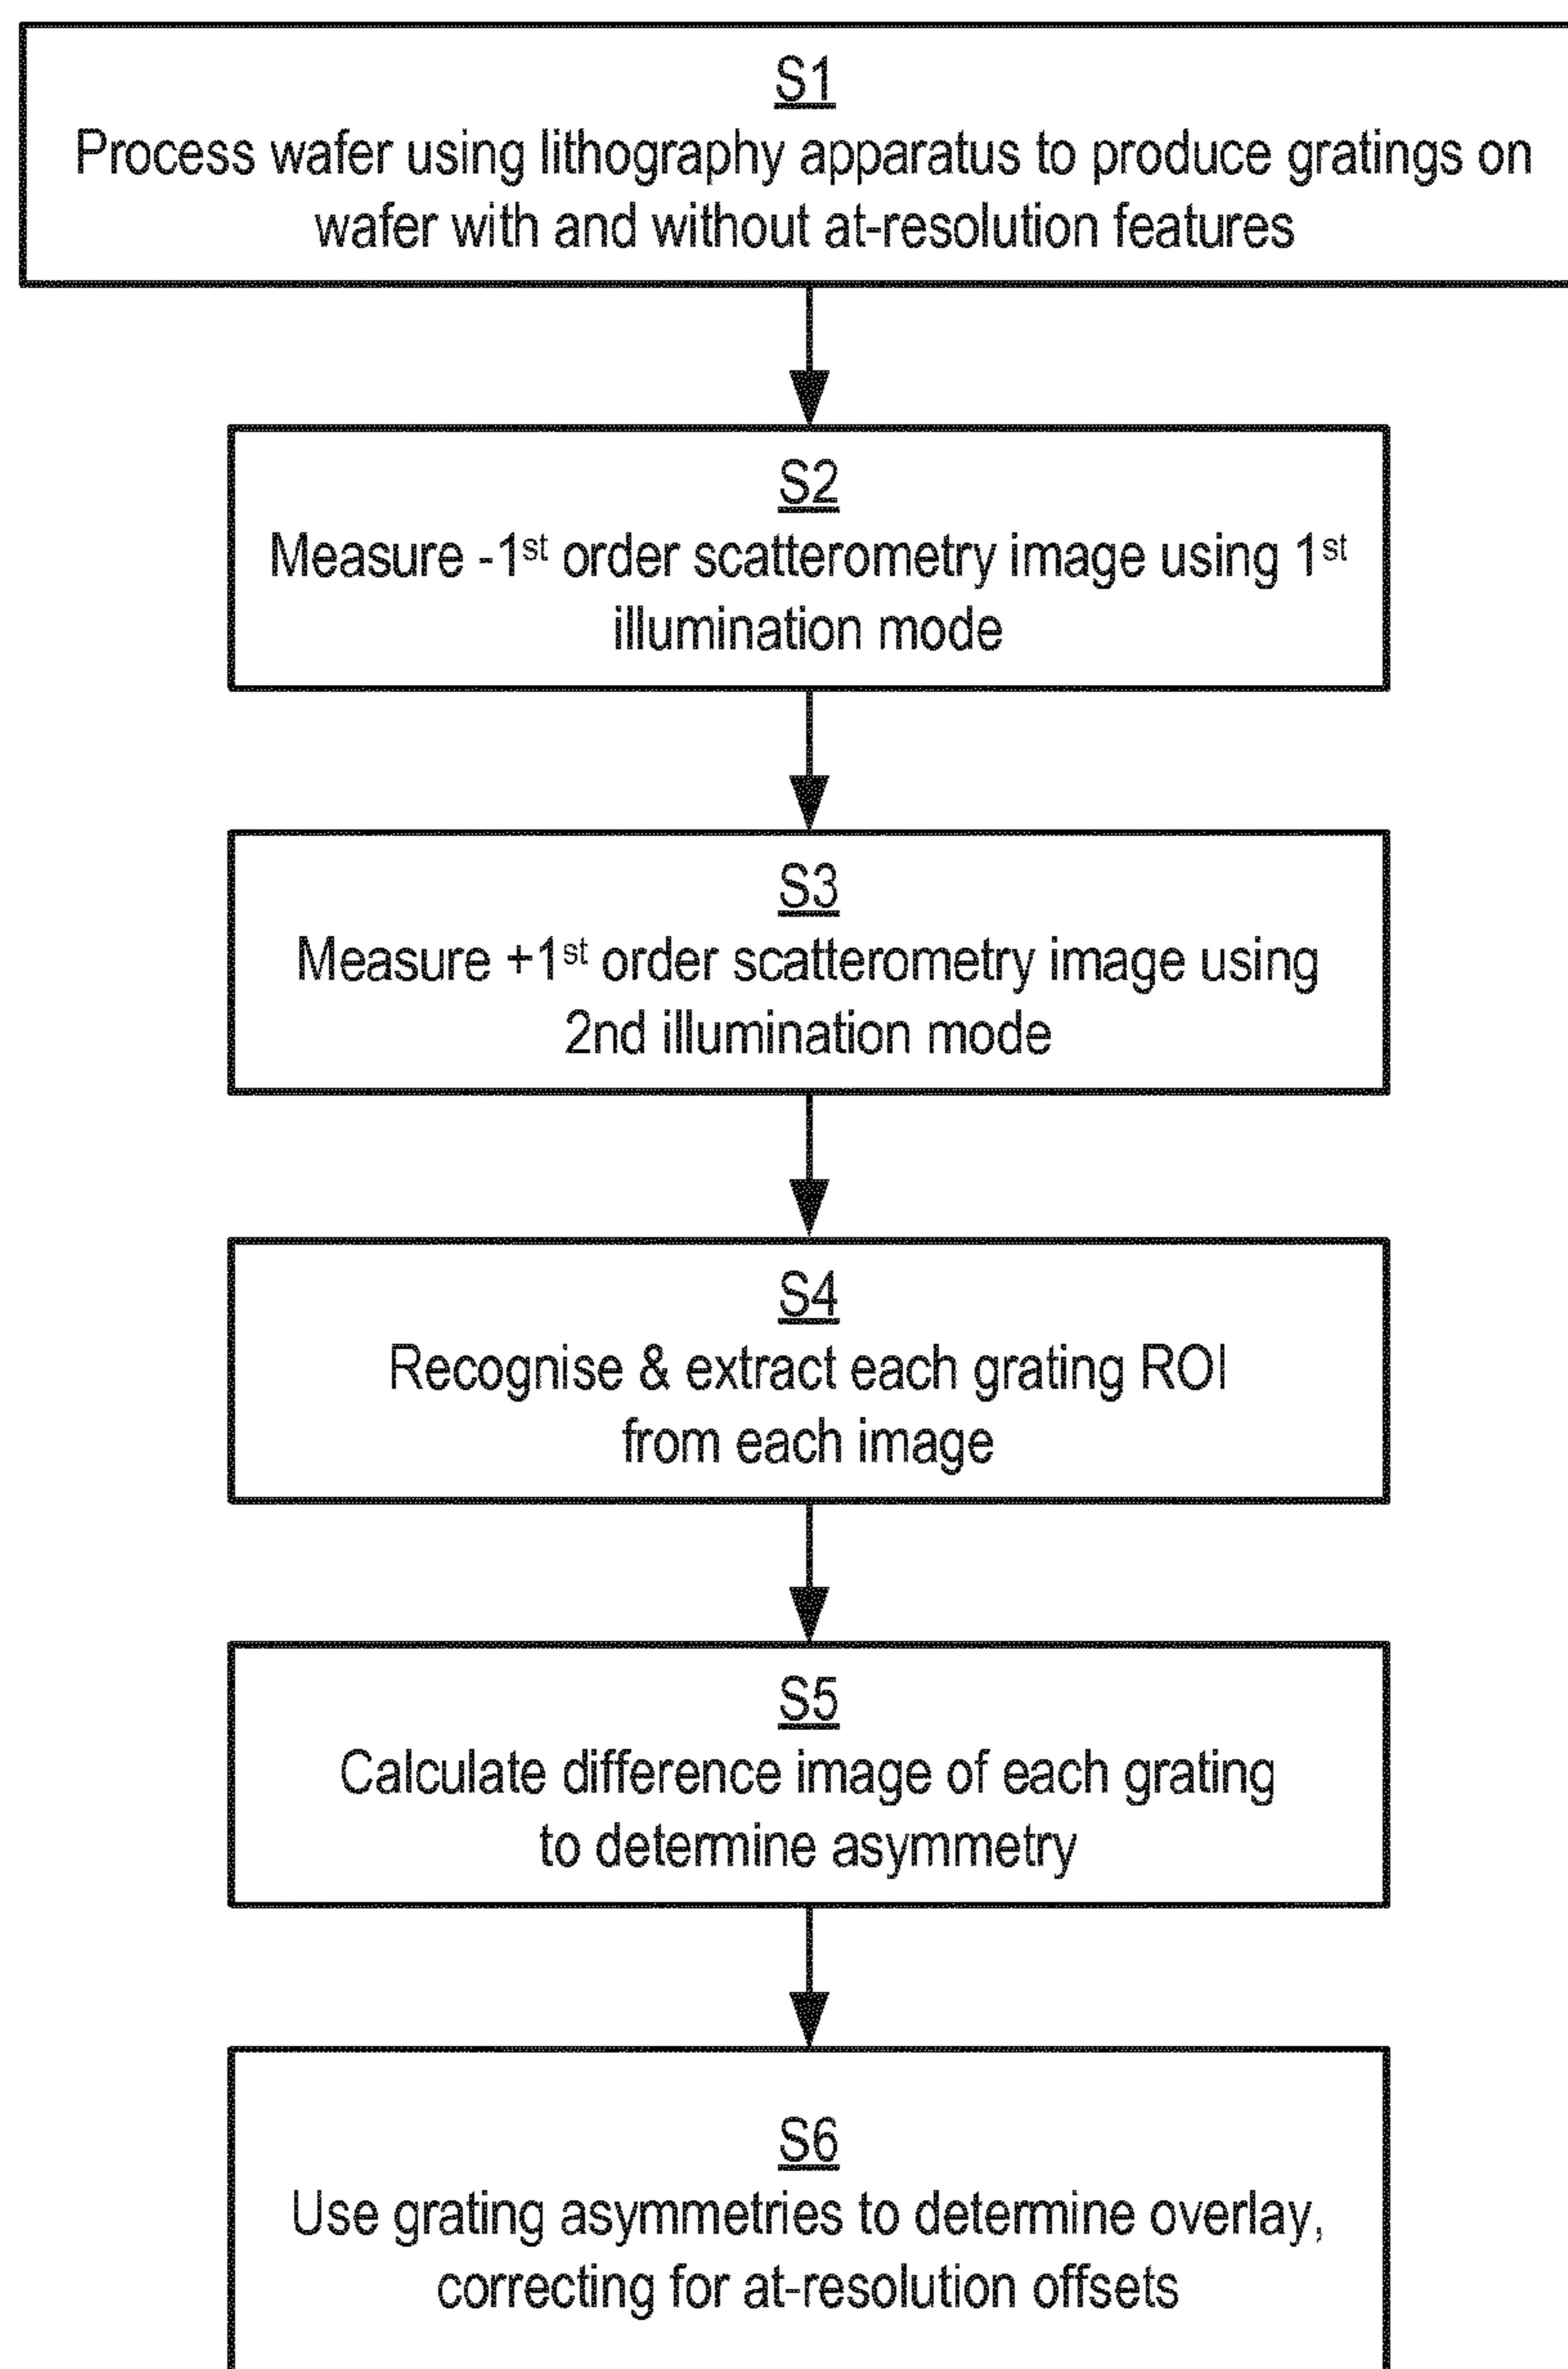 S1
Process wafer using lithography apparatus to produce gratings on
wafer with and without at-resolution features
S2
Measure -1st order scatterometry image using 1st
illumination mode
S3
Measure +1st order scatterometry image using
2nd illumination mode
S4
Recognise & extract each grating ROI
from each image
S5
Calculate difference image of each grating
to determine asymmetry
S6
Use grating asymmetries to determine overlay,
correcting for at-resolution offsets